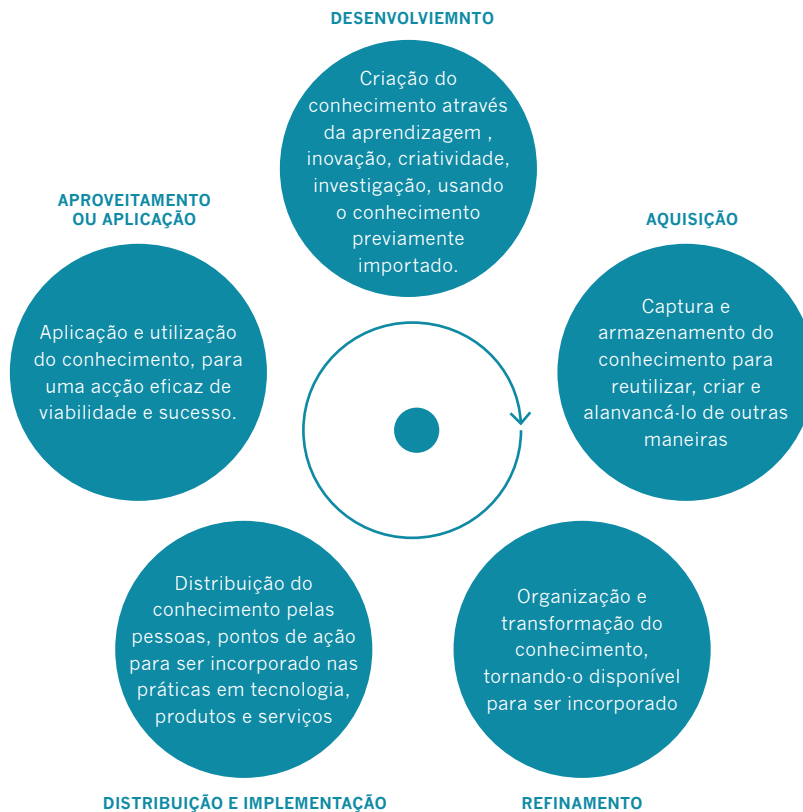 DESENVOLVIEMNTO
Criação do
conhecimento através
da aprendizagem ,
inovação, criatividade,
investigação, usando
o conhecimento
previamente
importado.
AQUISIÇÃO
Captura e
armazenamento do
conhecimento para
reutilizar, criar e
alanvancá-lo de outras
maneiras
REFINAMENTO
Organização e
transformação do
conhecimento,
tornando-o disponível
para ser incorporado
DISTRIBUIÇÃO E IMPLEMENTAÇÃO
Distribuição do
conhecimento pelas
pessoas, pontos de ação
para ser incorporado nas
práticas em tecnologia,
produtos e serviços
APROVEITAMENTO
OU APLICAÇÃO
Aplicação e utilização
do conhecimento, para
uma acção eficaz de
viabilidade e sucesso.